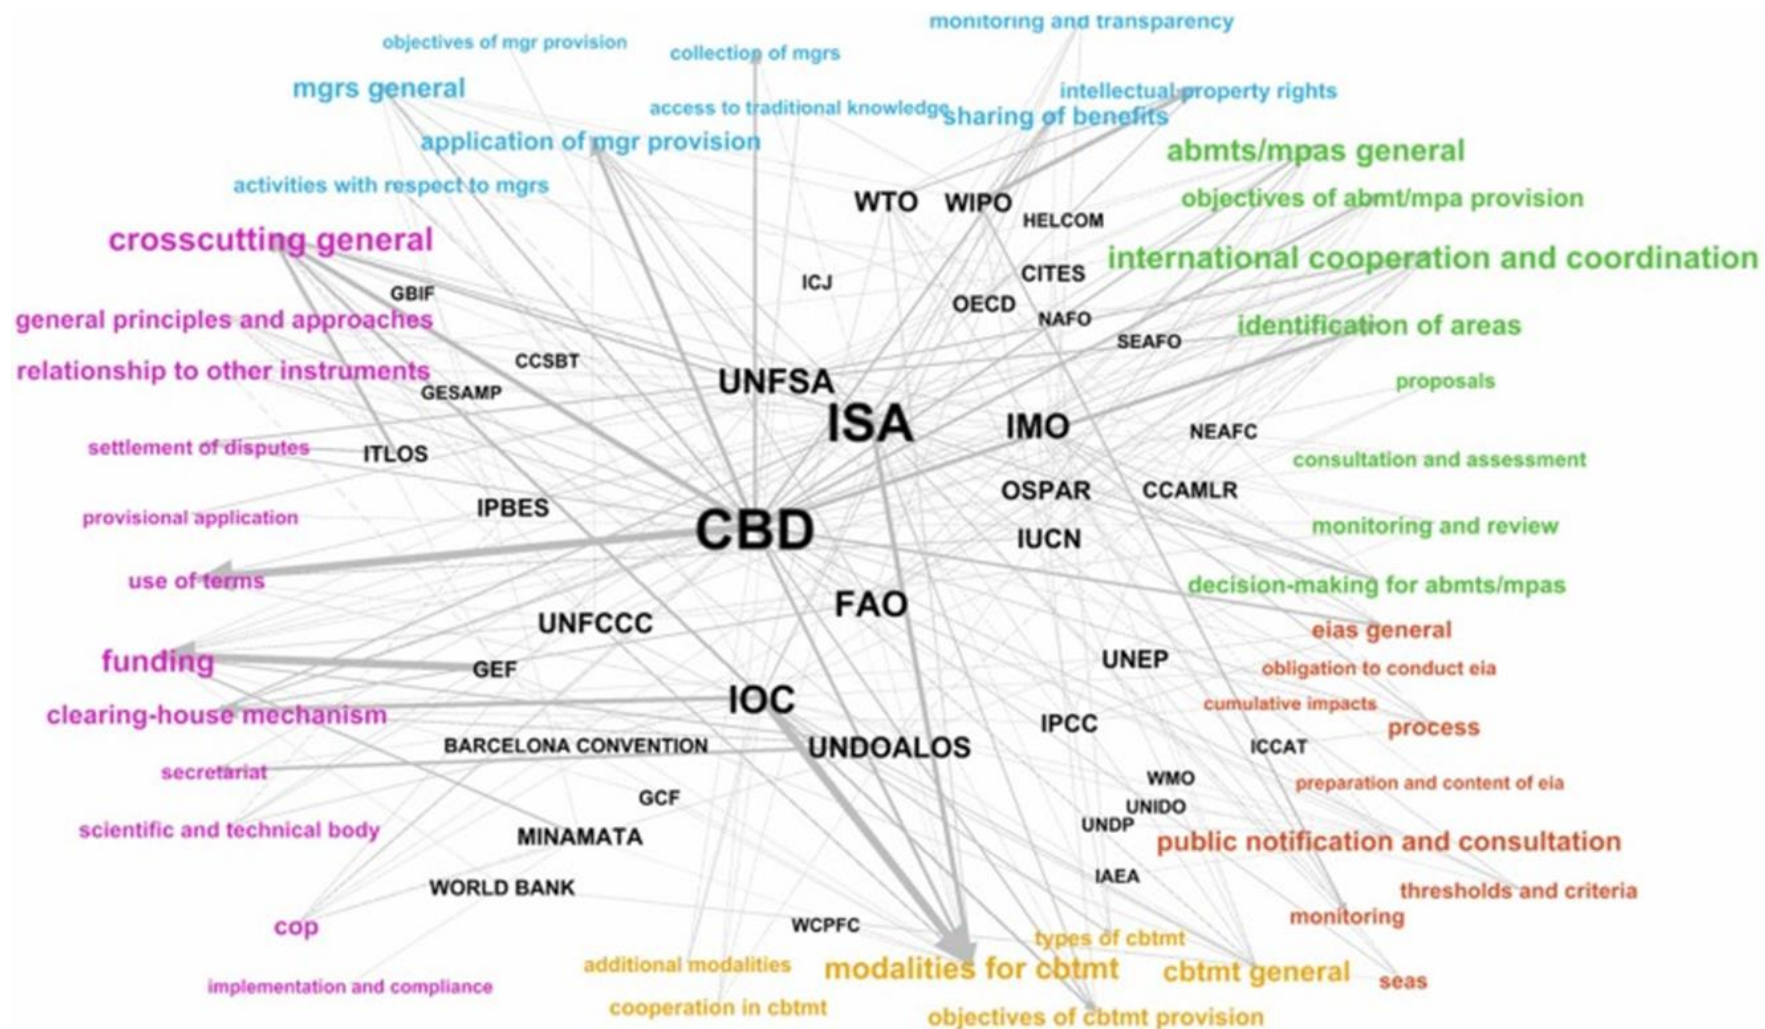 monitoring and transparency
objectives of mgr provision
collection of mgrs
mgrs general
intellectual property rights
access to traditional knowledge
sharing of benefits
application of mgr provision
abmts/mpas general
activities with respect to mgrs
objectives of abmt/mpa provision
WTO
WIPO
HELCOM
crosscutting general
international cooperation and coordination
CITES
ICJ
GBIF
OECD
general principles and approaches
NAFO
identification of areas
SEAFO
CCSBT
relationship to other instruments
UNFSA
proposals
GESAMP
ISA
IMO
NEAFC
settlement of disputes
ITLOS
consultation and assessment
OSPAR
CCAMLR
IPBES
provisional application
CBD
monitoring and review
IUCN
use of terms
decision-making for abmts/mpas
FAO
UNFCCC
eias general
funding
GEF
UNEP
obligation to conduct eia
IOC
cumulative impacts
clearing-house mechanism
IPCC
process
BARCELONA CONVENTION
UNDOALOS
ICCAT
secretariat
WMO
preparation and content of eia
GCF
UNIDO
UNDP
scientific and technical body
MINAMATA
public notification and consultation
IAEA
WORLD BANK
thresholds and criteria
monitoring
cop
WCPFC
types of cbtmt
additional modalities
modalities for cbtmt
cbtmt general
seas
implementation and compliance
cooperation in cbtmt
objectives of cbtmt provision